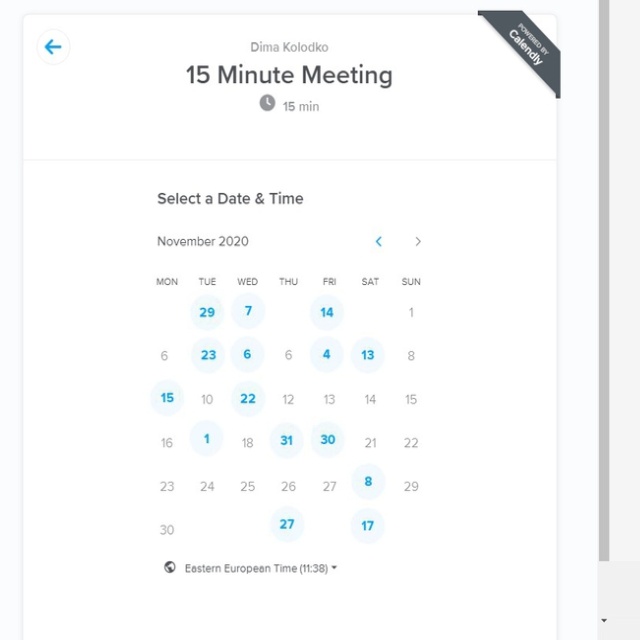 POWERED BY
Calendly
Dima Kolodko
15 Minute Meeting
15 min
Select a Date & Time
November 2020
MON TUE WED THU FRI SAT SUN
29 7 14 1
6 23 6 6 4 13 8
15 10 22 12 13 14 15
16 1 18 31 30 21 22
23 24 25 26 27 8 29
30 27 17
Eastern European Time (11:38)